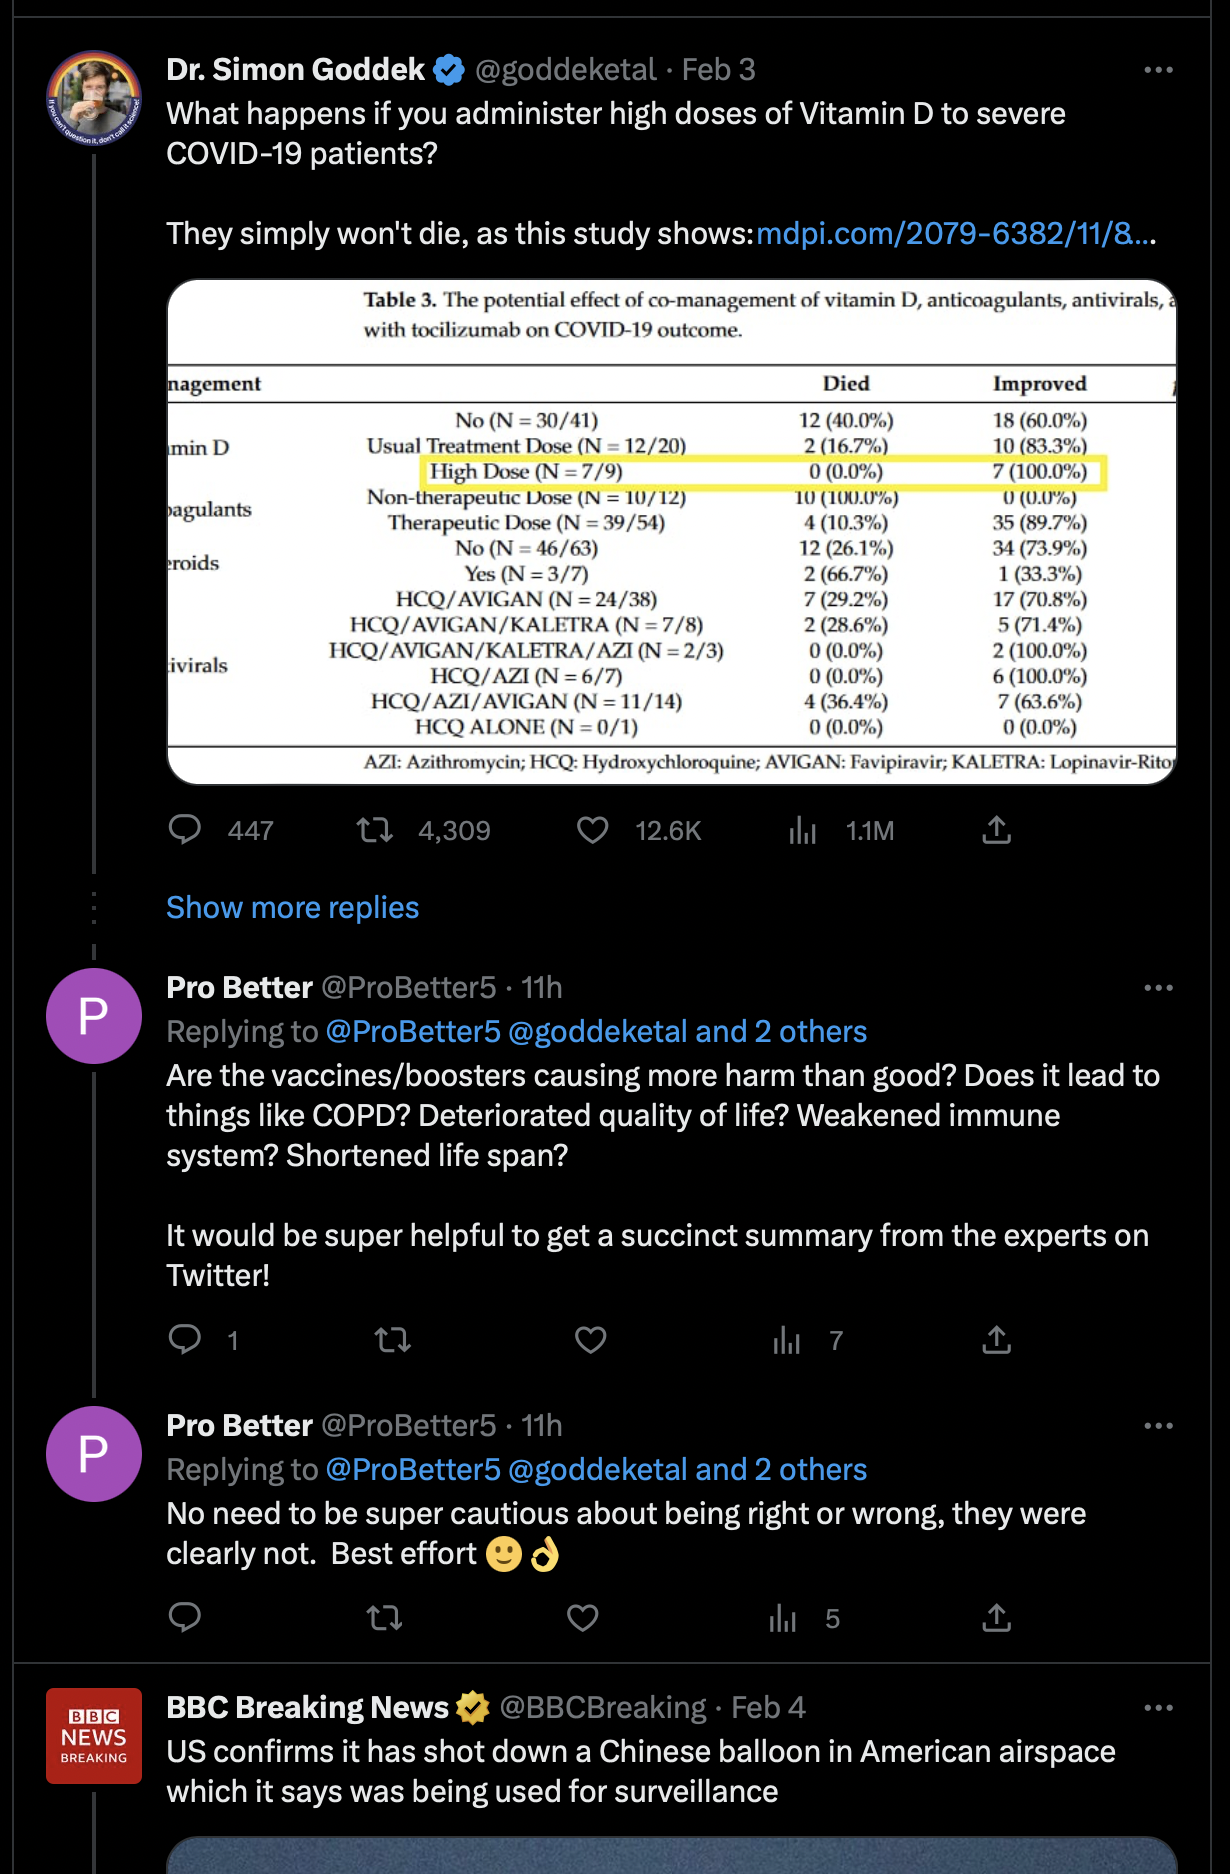 Dr. Simon Goddek @goddeketal · Feb 3
What happens if you administer high doses of Vitamin D to severe
COVID-19 patients?
They simply won't die, as this study shows: mdpi.com/2079-6382/11/8....
Table 3. The potential effect of co-management of vitamin D, anticoagulants, antivirals, a
with tocilizumab on COVID-19 outcome.
nagement Died Improved
No (N = 30/41) 12 (40.0%) 18 (60.0%)
min D Usual Treatment Dose (N = 12/20) 2 (16.7%) 10 (83.3%)
High Dose (N = 7/9) 0 (0.0%) 7 (100.0%)
Non-therapeutic Dose (N = 10/12) 10 (100.0%) 0 (0.0%)
agulants Therapeutic Dose (N = 39/54) 4 (10.3%) 35 (89.7%)
No (N = 46/63) 12 (26.1%) 34 (73.9%)
eroids Yes (N = 3/7) 2 (66.7%) 1 (33.3%)
HCQ/AVIGAN (N = 24/38) 7 (29.2%) 17 (70.8%)
HCQ/AVIGAN/KALETRA (N = 7/8) 2 (28.6%) 5 (71.4%)
HCQ/AVIGAN/KALETRA/AZI (N = 2/3) 0 (0.0%) 2 (100.0%)
ivirals HCQ/AZI (N = 6/7) 0 (0.0%) 6 (100.0%)
HCQ/AZI/AVIGAN (N = 11/14) 4 (36.4%) 7 (63.6%)
HCQ ALONE (N = 0/1) 0 (0.0%) 0 (0.0%)
AZI: Azithromycin; HCQ: Hydroxychloroquine; AVIGAN: Favipiravir; KALETRA: Lopinavir-Rito
447 4,309 12.6K 1.1M
Show more replies
P
Pro Better @ProBetter5 · 11h
Replying to @ProBetter5 @goddeketal and 2 others
Are the vaccines/boosters causing more harm than good? Does it lead to
things like COPD? Deteriorated quality of life? Weakened immune
system? Shortened life span?
It would be super helpful to get a succinct summary from the experts on
Twitter!
1 7
P
Pro Better @ProBetter5 · 11h
Replying to @ProBetter5 @goddeketal and 2 others
No need to be super cautious about being right or wrong, they were
clearly not. Best effort 🙂👌
5
BBC
NEWS
BREAKING
BBC Breaking News @BBCBreaking · Feb 4
US confirms it has shot down a Chinese balloon in American airspace
which it says was being used for surveillance